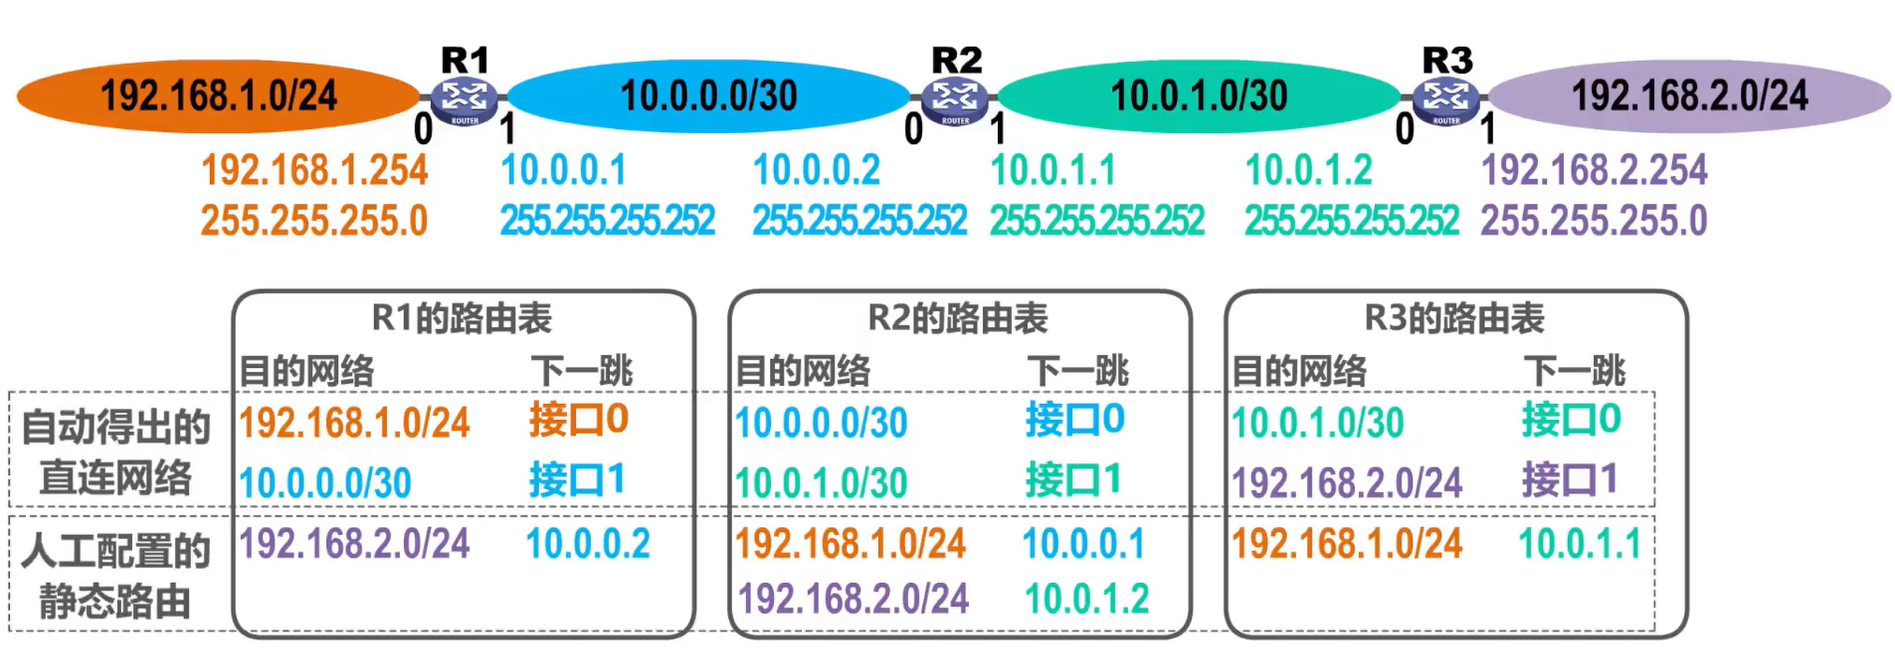 R1 R2 R3
192.168.1.0/24 10.0.0.0/30 10.0.1.0/30 192.168.2.0/24
ROUTER ROUTER ROUTER
0 1 0 1 0 1
192.168.1.254 10.0.0.1 10.0.0.2 10.0.1.1 10.0.1.2 192.168.2.254
255.255.255.0 255.255.255.252 255.255.255.252 255.255.255.252 255.255.255.252 255.255.255.0
自动得出的
直连网络
人工配置的
静态路由
R1的路由表
目的网络 下一跳
192.168.1.0/24 接口0
10.0.0.0/30 接口1
192.168.2.0/24 10.0.0.2
R2的路由表
目的网络 下一跳
10.0.0.0/30 接口0
10.0.1.0/30 接口1
192.168.1.0/24 10.0.0.1
192.168.2.0/24 10.0.1.2
R3的路由表
目的网络 下一跳
10.0.1.0/30 接口0
192.168.2.0/24 接口1
192.168.1.0/24 10.0.1.1